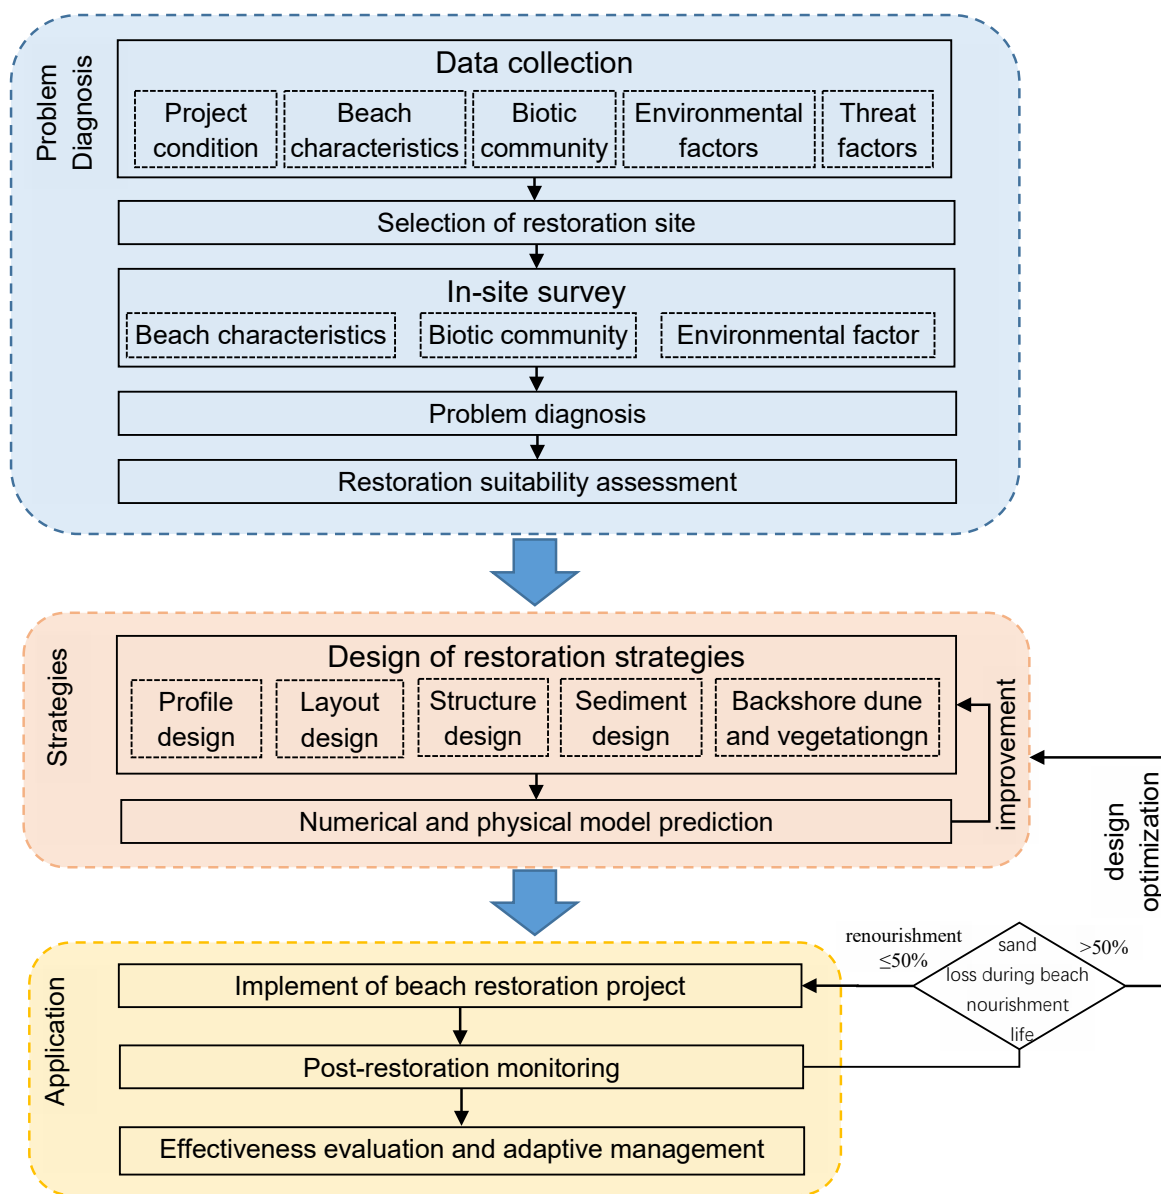 Problem
Diagnosis
Data collection
Project
condition
Beach
characteristics
Biotic
community
Environmental
factors
Threat
factors
Selection of restoration site
In-site survey
Beach characteristics
Biotic community
Environmental factor
Problem diagnosis
Restoration suitability assessment
Strategies
Design of restoration strategies
Profile
design
Layout
design
Structure
design
Sediment
design
Backshore dune
and vegetationgn
improvement
Numerical and physical model prediction
design
optimization
Application
Implement of beach restoration project
renourishment
≤50%
sand
loss during beach
nourishment
life
>50%
Post-restoration monitoring
Effectiveness evaluation and adaptive management